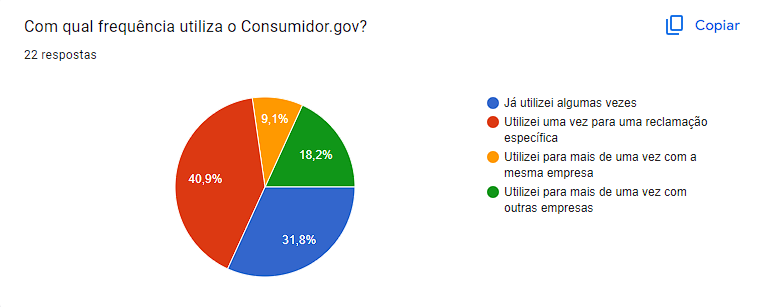 Com qual frequência utiliza o Consumidor.gov?
Copiar
22 respostas
9,1%
18,2%
40,9%
31,8%
Já utilizei algumas vezes
Utilizei uma vez para uma reclamação
específica
Utilizei para mais de uma vez com a
mesma empresa
Utilizei para mais de uma vez com
outras empresas